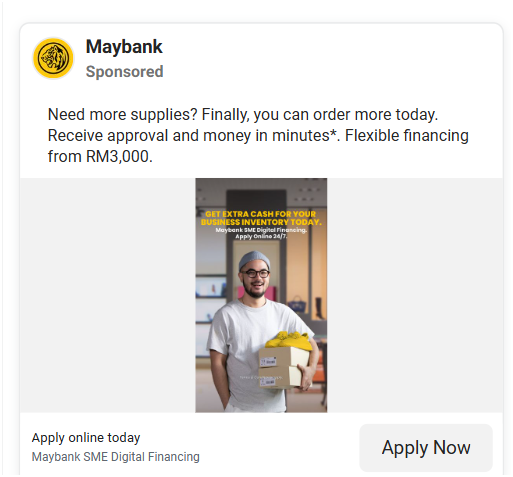 Maybank
Sponsored
Need more supplies? Finally, you can order more today.
Receive approval and money in minutes*. Flexible financing
from RM3,000.
GET EXTRA CASH FOR YOUR
BUSINESS INVENTORY TODAY.
Maybank SME Digital Financing.
Apply Online 24/7.
Apply online today
Maybank SME Digital Financing
Apply Now